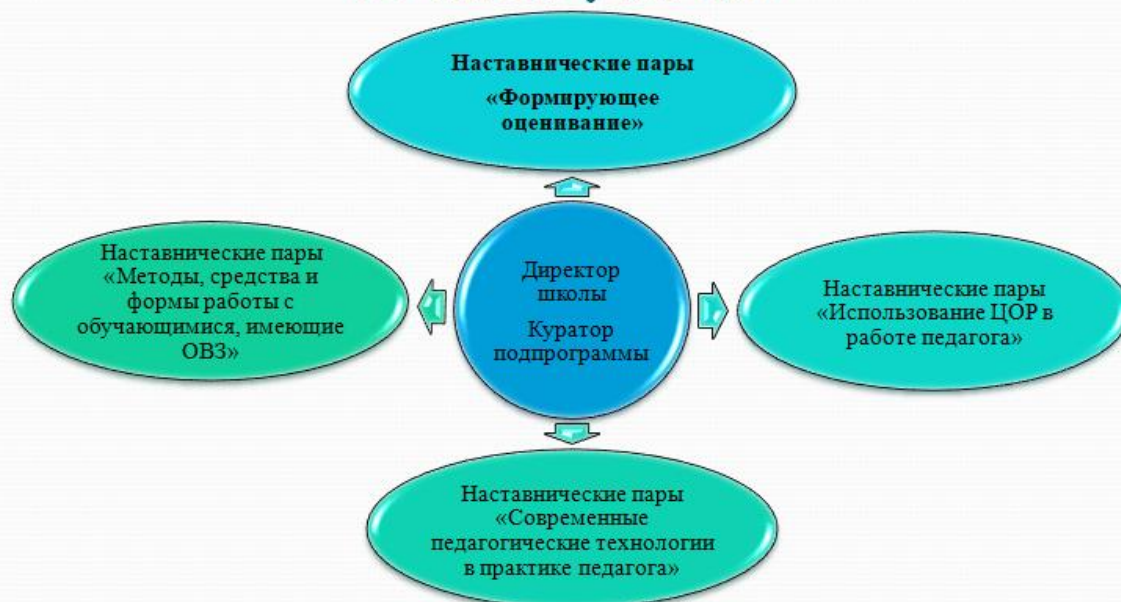 Наставнические пары
«Формирующее
оценивание»
Наставнические пары
«Методы, средства и
формы работы с
обучающимися, имеющие
ОВЗ»
Директор
школы
Куратор
подпрограммы
Наставнические пары
«Использование ЦОР в
работе педагога»
Наставнические пары
«Современные
педагогические технологии
в практике педагога»